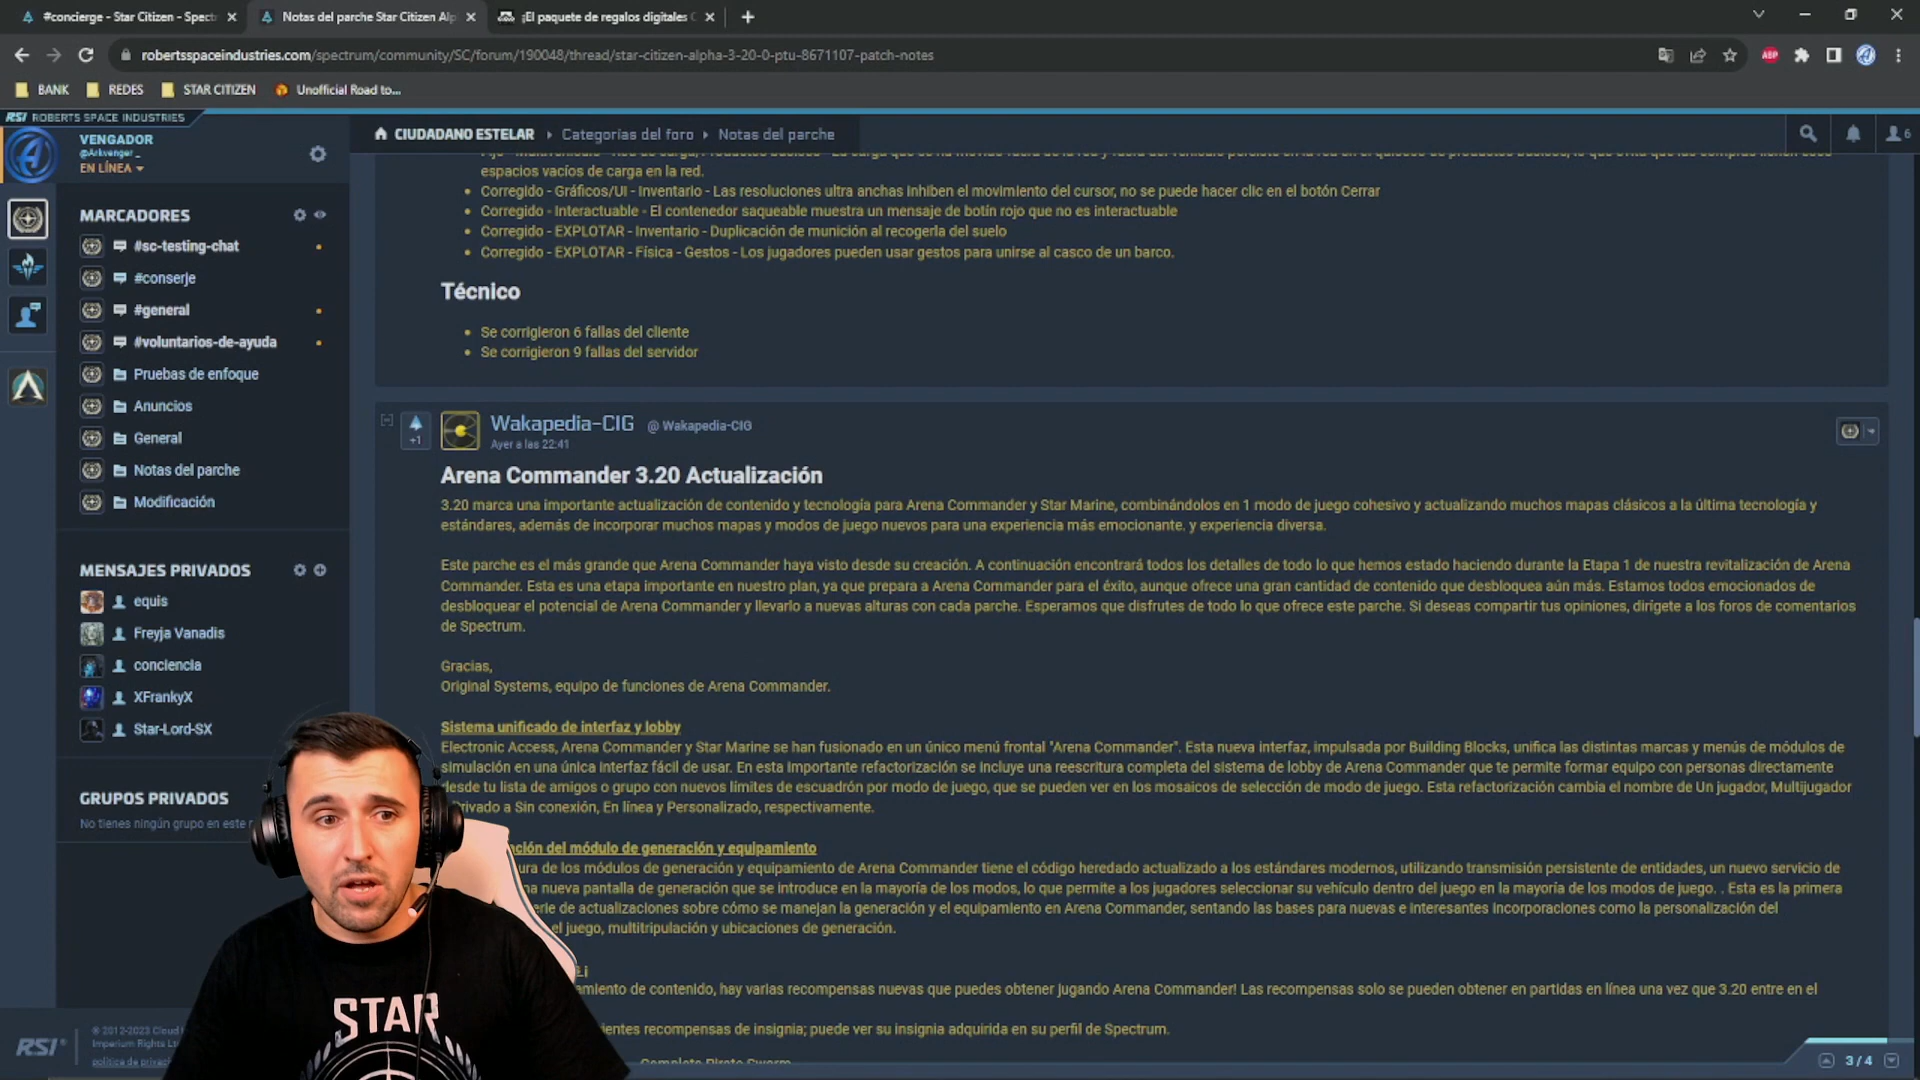 #concierge - Star Citizen - Spectr
Notas del parche Star Citizen Alp
¡El paquete de regalos digitales C
robertsspaceindustries.com/spectrum/community/SC/forum/190048/thread/star-citizen-alpha-3-20-0-ptu-8671107-patch-notes
ABP
BANK
REDES
STAR CITIZEN
Unofficial Road to...
RSI ROBERTS SPACE INDUSTRIES
VENGADOR
@Arkvenger_
EN LÍNEA
CIUDADANO ESTELAR
Categorías del foro
Notas del parche
6
MARCADORES
#sc-testing-chat
#conserje
#general
#voluntarios-de-ayuda
Pruebas de enfoque
Anuncios
General
Notas del parche
Modificación
MENSAJES PRIVADOS
equis
Freyja Vanadis
conciencia
XFrankyX
Star-Lord-SX
GRUPOS PRIVADOS
No tienes ningún grupo en este
espacios vacíos de carga en la red.
Corregido - Gráficos/UI - Inventario - Las resoluciones ultra anchas inhiben el movimiento del cursor, no se puede hacer clic en el botón Cerrar
Corregido - Interactuable - El contenedor saqueable muestra un mensaje de botín rojo que no es interactuable
Corregido - EXPLOTAR - Inventario - Duplicación de munición al recogerla del suelo
Corregido - EXPLOTAR - Física - Gestos - Los jugadores pueden usar gestos para unirse al casco de un barco.
Técnico
Se corrigieron 6 fallas del cliente
Se corrigieron 9 fallas del servidor
+1
Wakapedia-CIG @ Wakapedia-CIG
Ayer a las 22:41
Arena Commander 3.20 Actualización
3.20 marca una importante actualización de contenido y tecnología para Arena Commander y Star Marine, combinándolos en 1 modo de juego cohesivo y actualizando muchos mapas clásicos a la última tecnología y
estándares, además de incorporar muchos mapas y modos de juego nuevos para una experiencia más emocionante. y experiencia diversa.
Este parche es el más grande que Arena Commander haya visto desde su creación. A continuación encontrará todos los detalles de todo lo que hemos estado haciendo durante la Etapa 1 de nuestra revitalización de Arena
Commander. Esta es una etapa importante en nuestro plan, ya que prepara a Arena Commander para el éxito, aunque ofrece una gran cantidad de contenido que desbloquea aún más. Estamos todos emocionados de
desbloquear el potencial de Arena Commander y llevarlo a nuevas alturas con cada parche. Esperamos que disfrutes de todo lo que ofrece este parche. Si deseas compartir tus opiniones, dirígete a los foros de comentarios
de Spectrum.
Gracias,
Original Systems, equipo de funciones de Arena Commander.
Sistema unificado de interfaz y lobby
Electronic Access, Arena Commander y Star Marine se han fusionado en un único menú frontal "Arena Commander". Esta nueva interfaz, impulsada por Building Blocks, unifica las distintas marcas y menús de módulos de
simulación en una única interfaz fácil de usar. En esta importante refactorización se incluye una reescritura completa del sistema de lobby de Arena Commander que te permite formar equipo con personas directamente
desde tu lista de amigos o grupo con nuevos límites de escuadrón por modo de juego, que se pueden ver en los mosaicos de selección de modo de juego. Esta refactorización cambia el nombre de Un jugador, Multijugador
Privado a Sin conexión, En línea y Personalizado, respectivamente.
ción del módulo de generación y equipamiento
ura de los módulos de generación y equipamiento de Arena Commander tiene el código heredado actualizado a los estándares modernos, utilizando transmisión persistente de entidades, un nuevo servicio de
na nueva pantalla de generación que se introduce en la mayoría de los modos, lo que permite a los jugadores seleccionar su vehículo dentro del juego en la mayoría de los modos de juego. . Esta es la primera
erie de actualizaciones sobre cómo se manejan la generación y el equipamiento en Arena Commander, sentando las bases para nuevas e interesantes incorporaciones como la personalización del
el juego, multitripulación y ubicaciones de generación.
amiento de contenido, hay varias recompensas nuevas que puedes obtener jugando Arena Commander! Las recompensas solo se pueden obtener en partidas en línea una vez que 3.20 entre en el
ientes recompensas de insignia; puede ver su insignia adquirida en su perfil de Spectrum.
Complete Pirate Swarm
STAR
RSI
© 2012-2023 Cloud
Imperium Rights Lt
política de privac
3 / 4